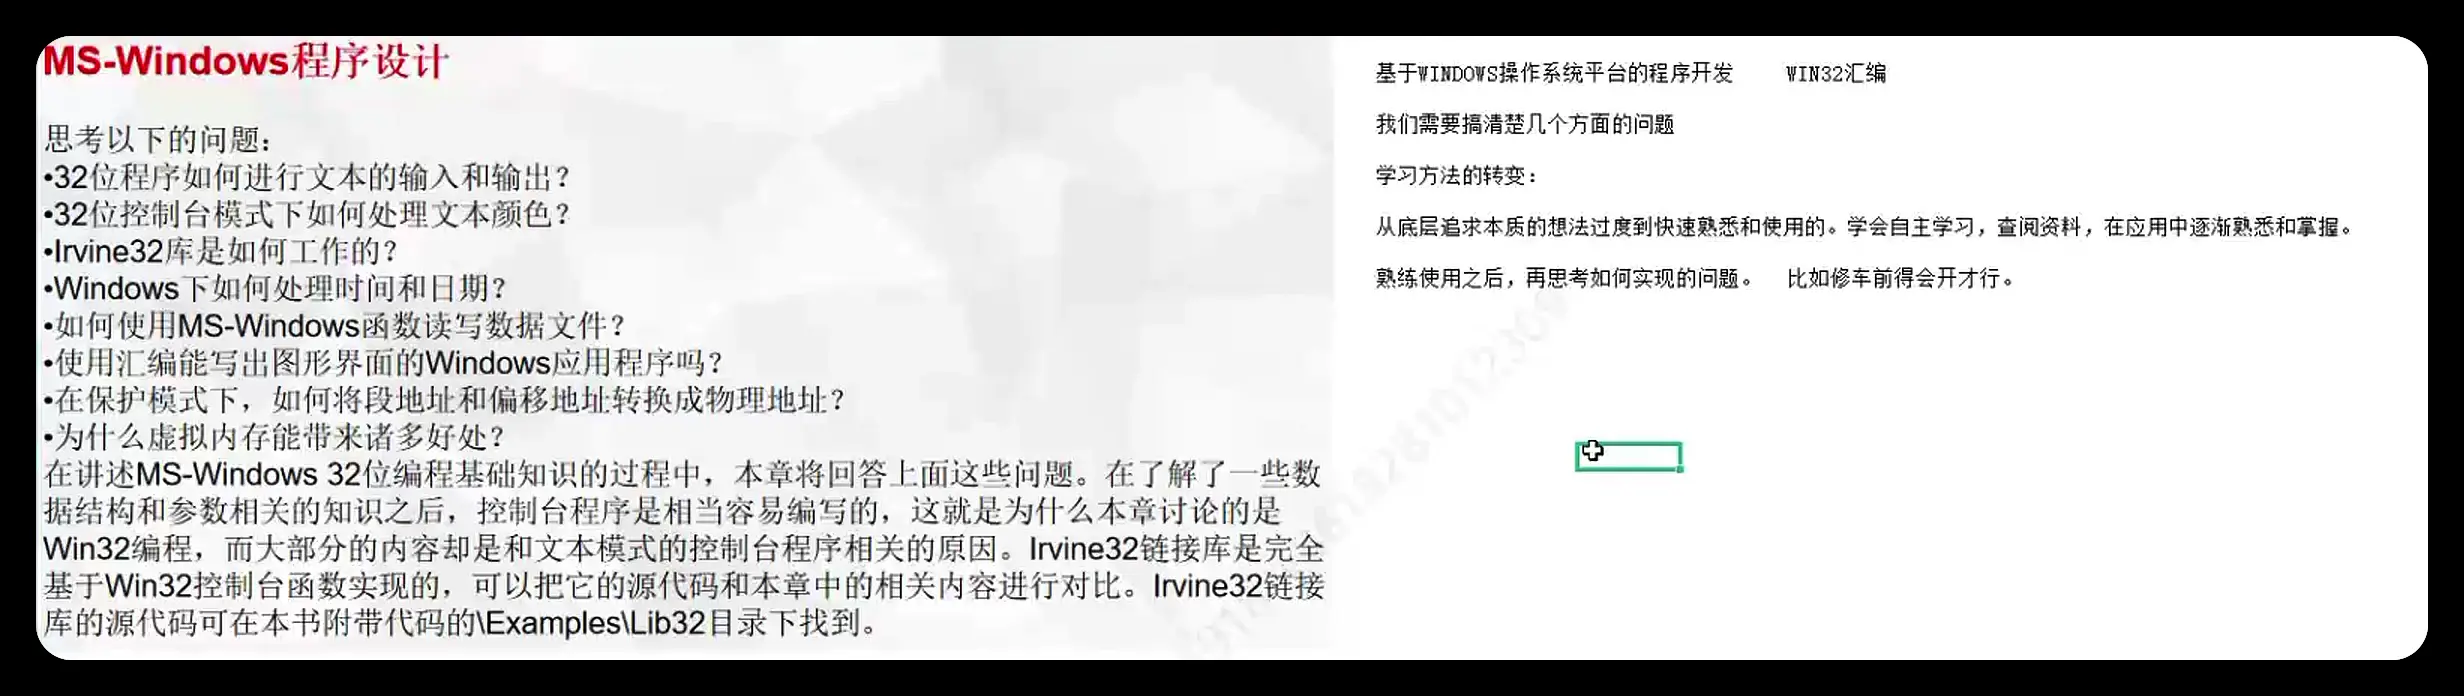 MS-Windows程序设计
思考以下的问题：
•32位程序如何进行文本的输入和输出？
•32位控制台模式下如何处理文本颜色？
•Irvine32库是如何工作的？
•Windows下如何处理时间和日期？
•如何使用MS-Windows函数读写数据文件？
•使用汇编能写出图形界面的Windows应用程序吗？
•在保护模式下，如何将段地址和偏移地址转换成物理地址？
•为什么虚拟内存能带来诸多好处？
在讲述MS-Windows 32位编程基础知识的过程中，本章将回答上面这些问题。在了解了一些数
据结构和参数相关的知识之后，控制台程序是相当容易编写的，这就是为什么本章讨论的是
Win32编程，而大部分的内容却是和文本模式的控制台程序相关的原因。Irvine32链接库是完全
基于Win32控制台函数实现的，可以把它的源代码和本章中的相关内容进行对比。Irvine32链接
库的源代码可在本书附带代码的\Examples\Lib32目录下找到。
基于WINDOWS操作系统平台的程序开发 WIN32汇编
我们需要搞清楚几个方面的问题
学习方法的转变：
从底层追求本质的想法过度到快速熟悉和使用的。学会自主学习，查阅资料，在应用中逐渐熟悉和掌握。
熟练使用之后，再思考如何实现的问题。 比如修车前得会开才行。